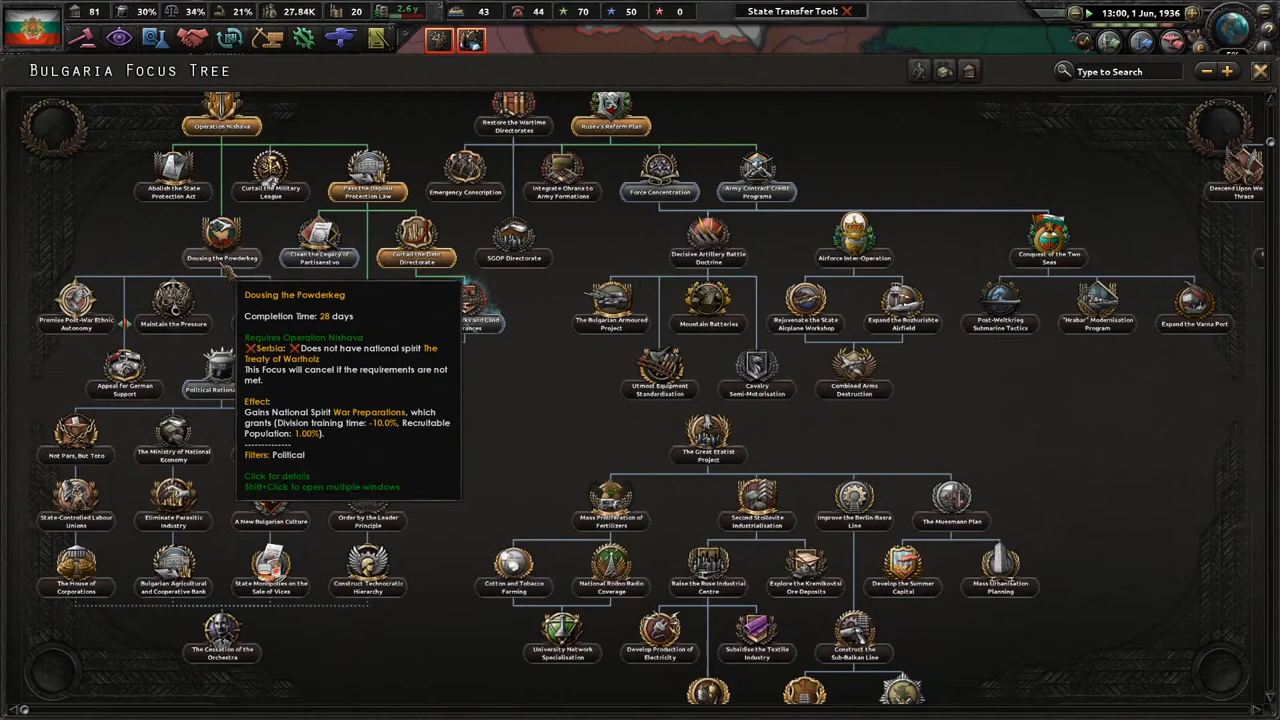 81
30%
34%
21%
27.84K
20
2.6 y
43
44
70
50
0
State Transfer Tool:
13:00, 1 Jun, 1936
Bulgaria Focus Tree
Type to Search
Operation Nishava
Restore the Wartime
Directorates
Rusev's Reform Plan
Abolish the State
Protection Act
Curtail the Military
League
Pass the Deposit
Protection Law
Emergency Conscription
Integrate Ohrana to
Army Formations
Force Concentration
Army Contract Credit
Programs
Descend Upon We
Thrace
Dousing the Powderkeg
Clean the Legacy of
Partisanstvo
Curtail the Debt
Directorate
SGOP Directorate
Decisive Artillery Battle
Doctrine
Airforce Inter-Operation
Conquest of the Two
Seas
Promise Post-War Ethnic
Autonomy
Maintain the Pressure
The Bulgarian Armoured
Project
Mountain Batteries
Rejuvenate the State
Airplane Workshop
Expand the Bozhurishte
Airfield
Post-Weltkrieg
Submarine Tactics
"Hrabar" Modernisation
Program
Expand the Varna Port
Dousing the Powderkeg
Completion Time: 28 days
Requires Operation Nishava
Serbia: Does not have national spirit The
Treaty of Wartholz
This Focus will cancel if the requirements are not
met.
Effect:
Gains National Spirit War Preparations, which
grants (Division training time: -10.0%, Recruitable
Population: 1.00%).
--------------
Filters: Political
Click for details
Shift+Click to open multiple windows
Appeal for German
Support
Political Rationa
Utmost Equipment
Standardisation
Cavalry
Semi-Motorisation
Combined Arms
Destruction
Not Pars, But Toto
The Ministry of National
Economy
The Great Etatist
Project
State-Controlled Labour
Unions
Eliminate Parasitic
Industry
A New Bulgarian Culture
Order by the Leader
Principle
Mass Proliferation of
Fertilizers
Second Stoilovite
Industrialisation
Improve the Berlin-Basra
Line
The Muesmann Plan
The House of
Corporations
Bulgarian Agricultural
and Cooperative Bank
State Monopolies on the
Sale of Vices
Construct Technocratic
Hierarchy
Cotton and Tobacco
Farming
National Rodno Radio
Coverage
Raise the Ruse Industrial
Centre
Explore the Kremikovtsi
Ore Deposits
Develop the Summer
Capital
Mass Urbanisation
Planning
The Cessation of the
Orchestra
University Network
Specialisation
Develop Production of
Electricity
Subsidise the Textile
Industry
Construct the
Sub-Balkan Line